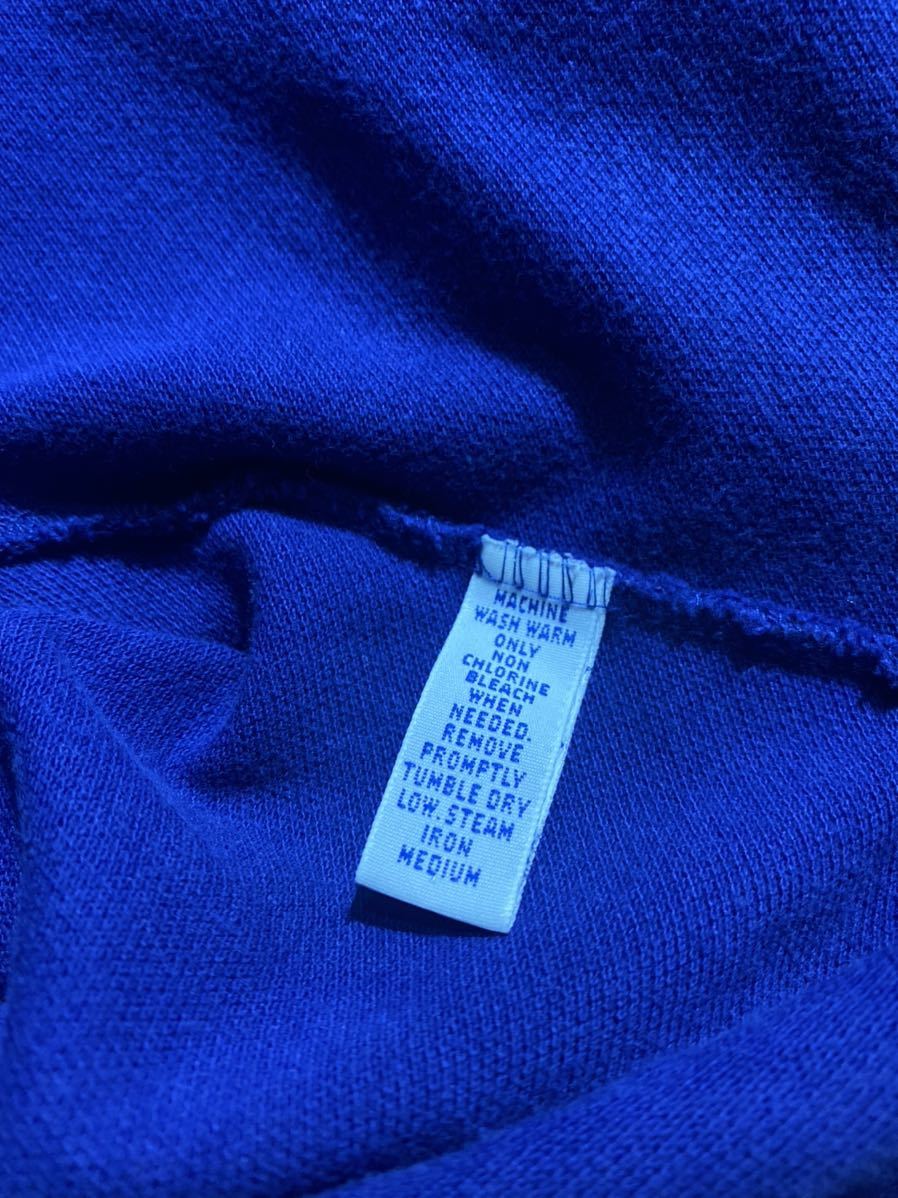 MACHINE
WASH WARM
ONLY
NON
CHLORINE
BLEACH
WHEN
NEEDED.
REMOVE
PROMPTLY
TUMBLE DRY
LOW. STEAM
IRON
MEDIUM